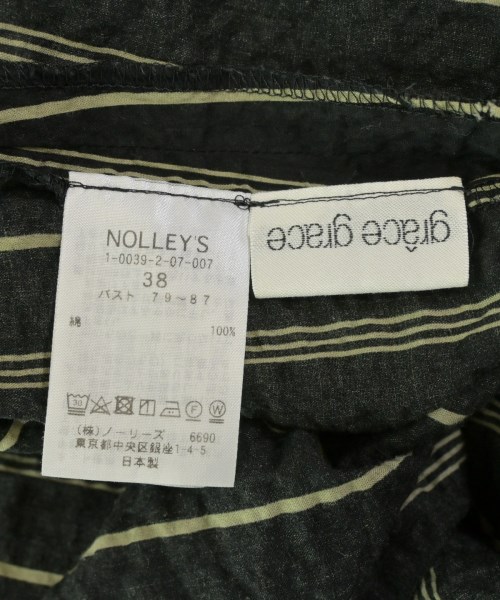 NOLLEY'S
1-0039-2-07-007
38
バスト 79~87
綿 100%
30
F W
(株)ノーリーズ 6690
東京都中央区銀座1-4-5
日本製
grâce grace